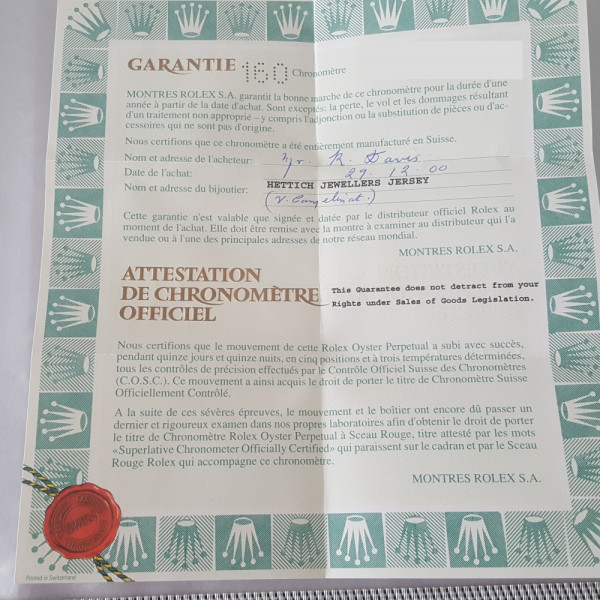 GARANTIE 160 Chronomètre
MONTRES ROLEX S.A. garantit la bonne marche de ce chronomètre pour la durée d'une
année à partir de la date d'achat. Sont exceptés: la perte, le vol et les dommages résultant
d'un traitement non approprié – y compris l'adjonction ou la substitution de pièces ou d'ac-
cessoires qui ne sont pas d'origine.
Nous certifions que ce chronomètre a été entièrement manufacturé en Suisse.
Nom et adresse de l'acheteur: Mr. R. Davis
Date de l'achat: 29. 12 00
Nom et adresse du bijoutier: HETTICH JEWELLERS JERSEY
Cette garantie n'est valable que signée et datée par le distributeur officiel Rolex au
moment de l'achat. Elle doit être remise avec la montre à examiner au distributeur qui l'a
vendue ou à l'une des principales adresses de notre réseau mondial.
MONTRES ROLEX S.A.
ATTESTATION
DE CHRONOMÈTRE
OFFICIEL
This Guarantee does not detract from your
Rights under Sales of Goods Legislation.
Nous certifions que le mouvement de cette Rolex Oyster Perpetual a subi avec succès,
pendant quinze jours et quinze nuits, en cinq positions et à trois températures déterminées,
tous les contrôles de précision effectués par le Contrôle Officiel Suisse des Chronomètres
(C.O.S.C.). Ce mouvement a ainsi acquis le droit de porter le titre de Chronomètre Suisse
Officiellement Contrôlé.
A la suite de ces sévères épreuves, le mouvement et le boîtier ont encore dû passer un
dernier et rigoureux examen dans nos propres laboratoires afin d'obtenir le droit de porter
le titre de Chronomètre Rolex Oyster Perpetual à Sceau Rouge, titre attesté par les mots
«Superlative Chronometer Officially Certified» qui paraissent sur le cadran et par le Sceau
Rouge Rolex qui accompagne ce chronomètre.
MONTRES ROLEX S.A.
Printed in Switzerland